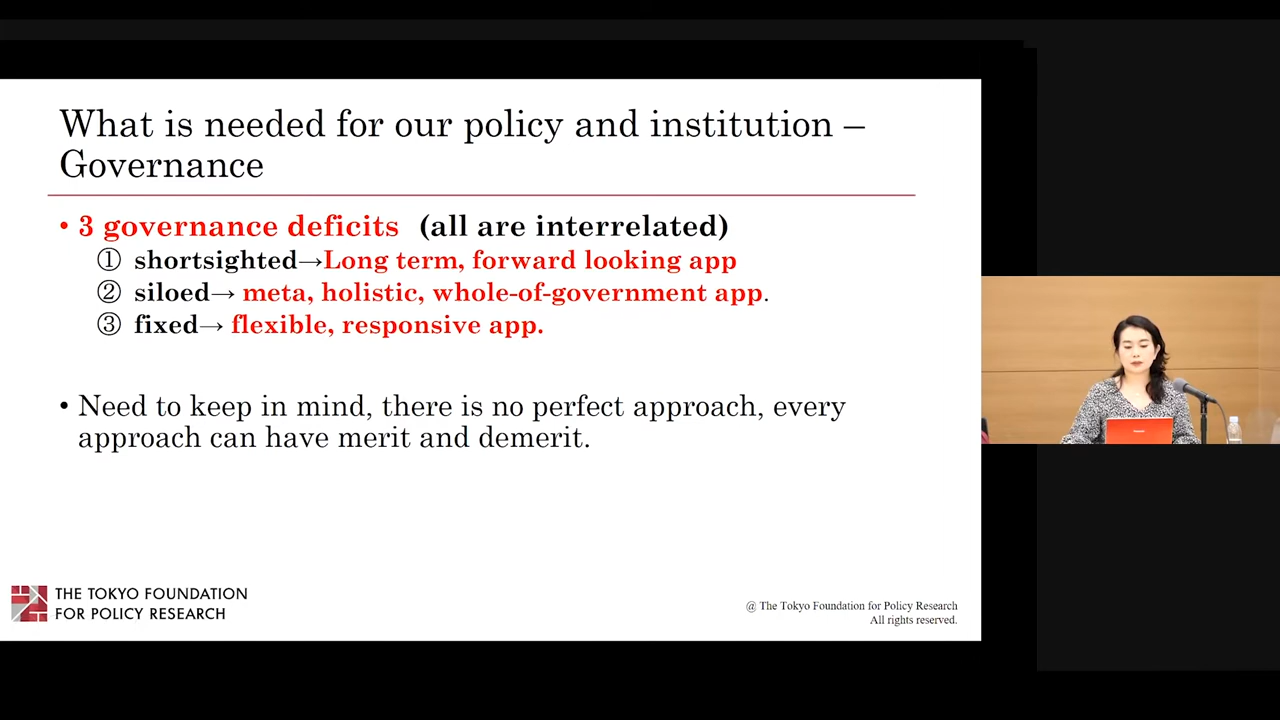 What is needed for our policy and institution –
Governance
• 3 governance deficits (all are interrelated)
① shortsighted→Long term, forward looking app
② siloed→ meta, holistic, whole-of-government app.
③ fixed→ flexible, responsive app.
• Need to keep in mind, there is no perfect approach, every
approach can have merit and demerit.
THE TOKYO FOUNDATION
FOR POLICY RESEARCH
@ The Tokyo Foundation for Policy Research
All rights reserved.